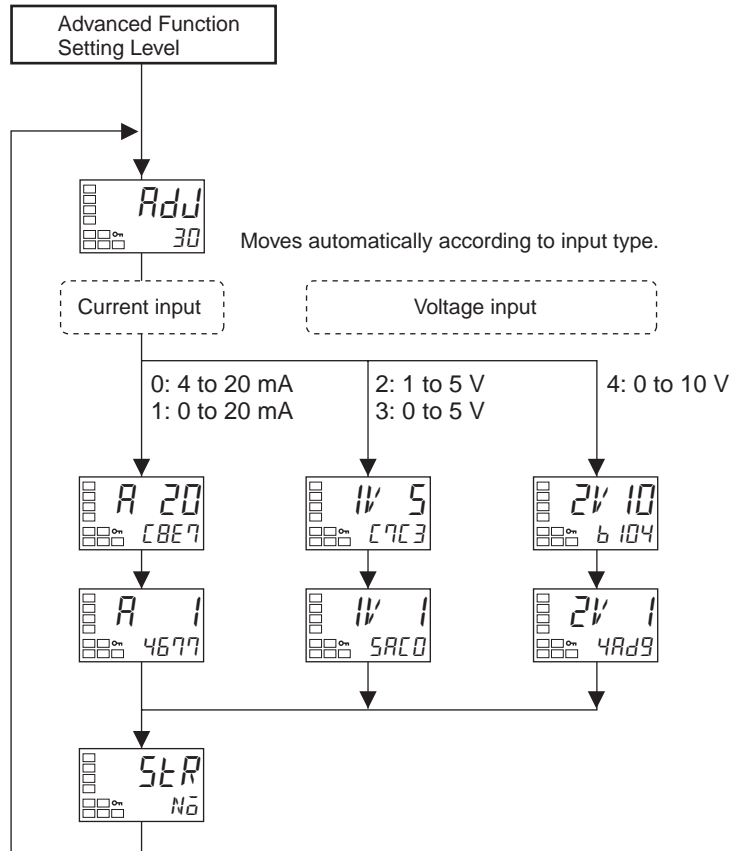 Advanced Function
Setting Level
AdJ
30
Moves automatically according to input type.
Current input
Voltage input
0: 4 to 20 mA
1: 0 to 20 mA
2: 1 to 5 V
3: 0 to 5 V
4: 0 to 10 V
A 20
C8E7
1V 5
C7C3
2V 10
b104
A 1
4677
1V 1
5AC0
2V 1
4Ad9
StR
No